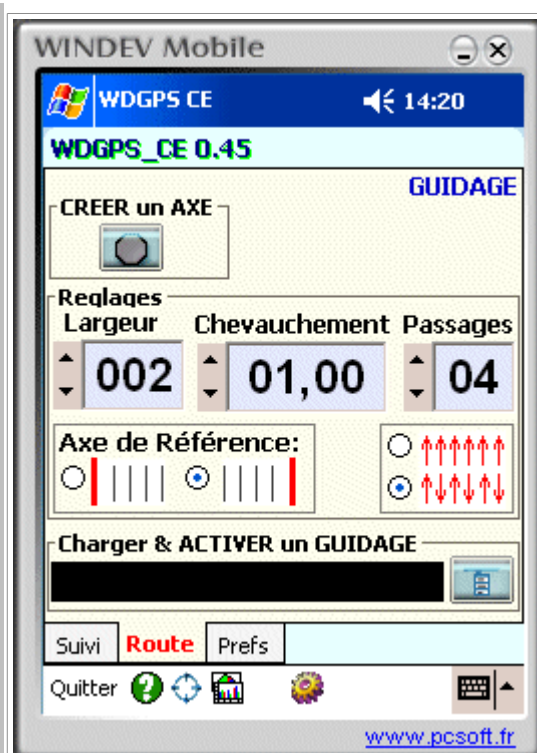 WINDEV Mobile
WDGPS CE 14:20
WDGPS_CE 0.45
GUIDAGE
CREER un AXE
Reglages
Largeur Chevauchement Passages
002 01,00 04
Axe de Référence:
Charger & ACTIVER un GUIDAGE
Suivi Route Prefs
Quitter
www.pcsoft.fr